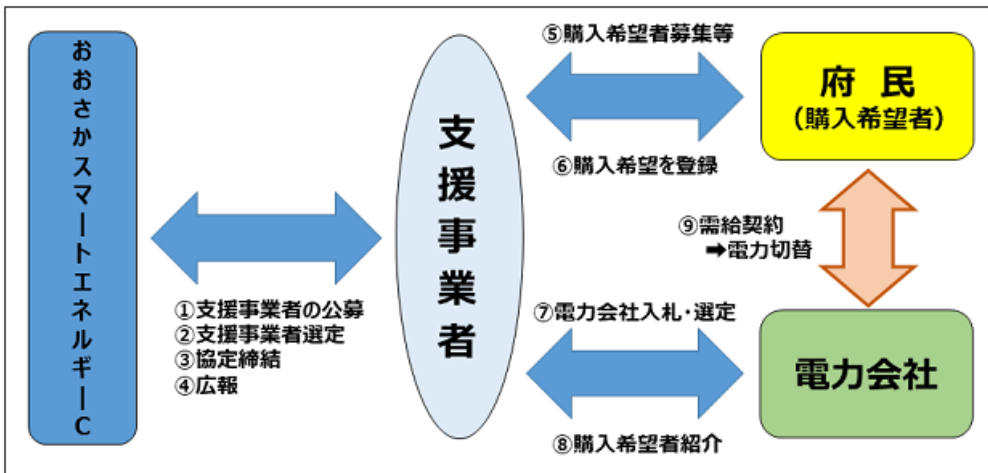 おおさかスマートエネルギーC
①支援事業者の公募
②支援事業者選定
③協定締結
④広報
支援事業者
⑤購入希望者募集等
⑥購入希望を登録
府 民
（購入希望者）
⑨需給契約
➡電力切替
⑦電力会社入札・選定
⑧購入希望者紹介
電力会社